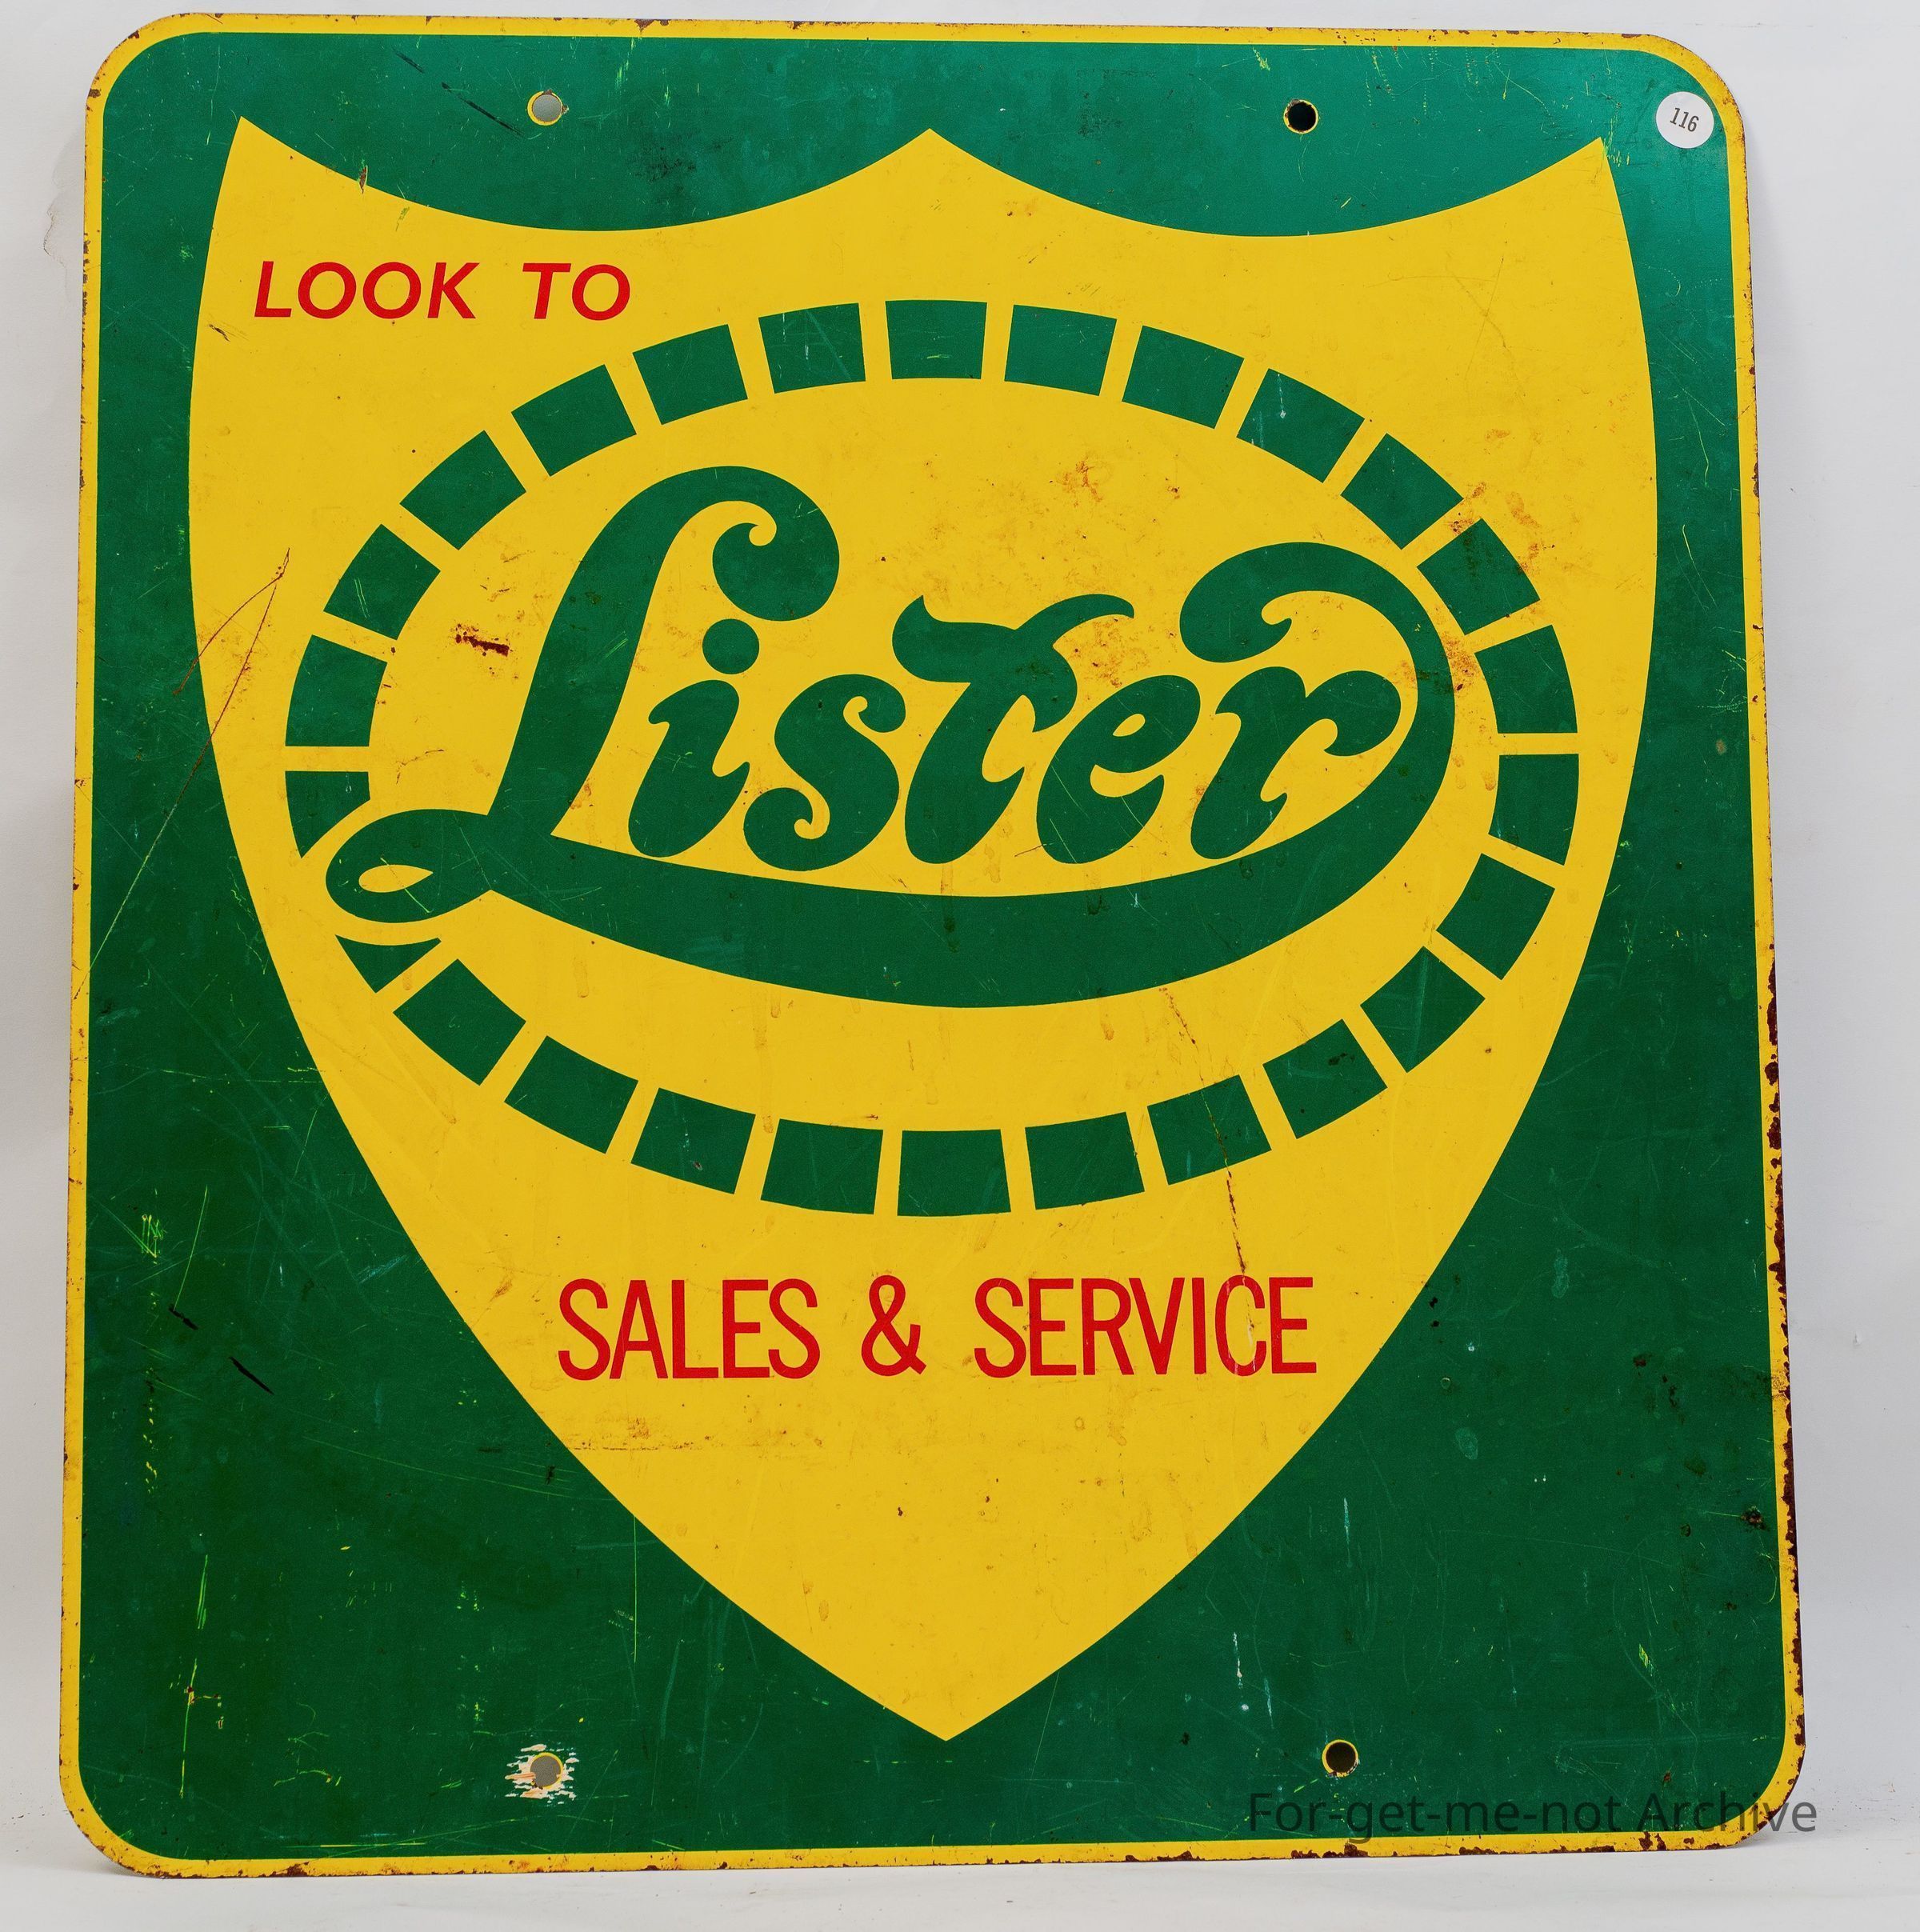 116
LOOK TO
Lister
SALES & SERVICE
For-get-me-not Archive